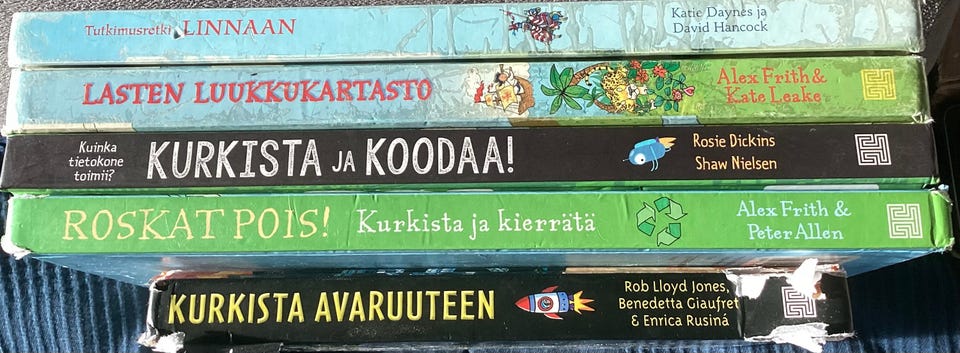 Tutkimusretki LINNAAN
Katie Daynes ja
David Hancock
LASTEN LUUKKUKARTASTO
Alex Frith &
Kate Leake
Kuinka
tietokone
toimii?
KURKISTA JA KOODAA!
Rosie Dickins
Shaw Nielsen
ROSKAT POIS! Kurkista ja kierrätä
Alex Frith &
Peter Allen
KURKISTA AVARUUTEEN
Rob Lloyd Jones,
Benedetta Giaufret
& Enrica Rusiná